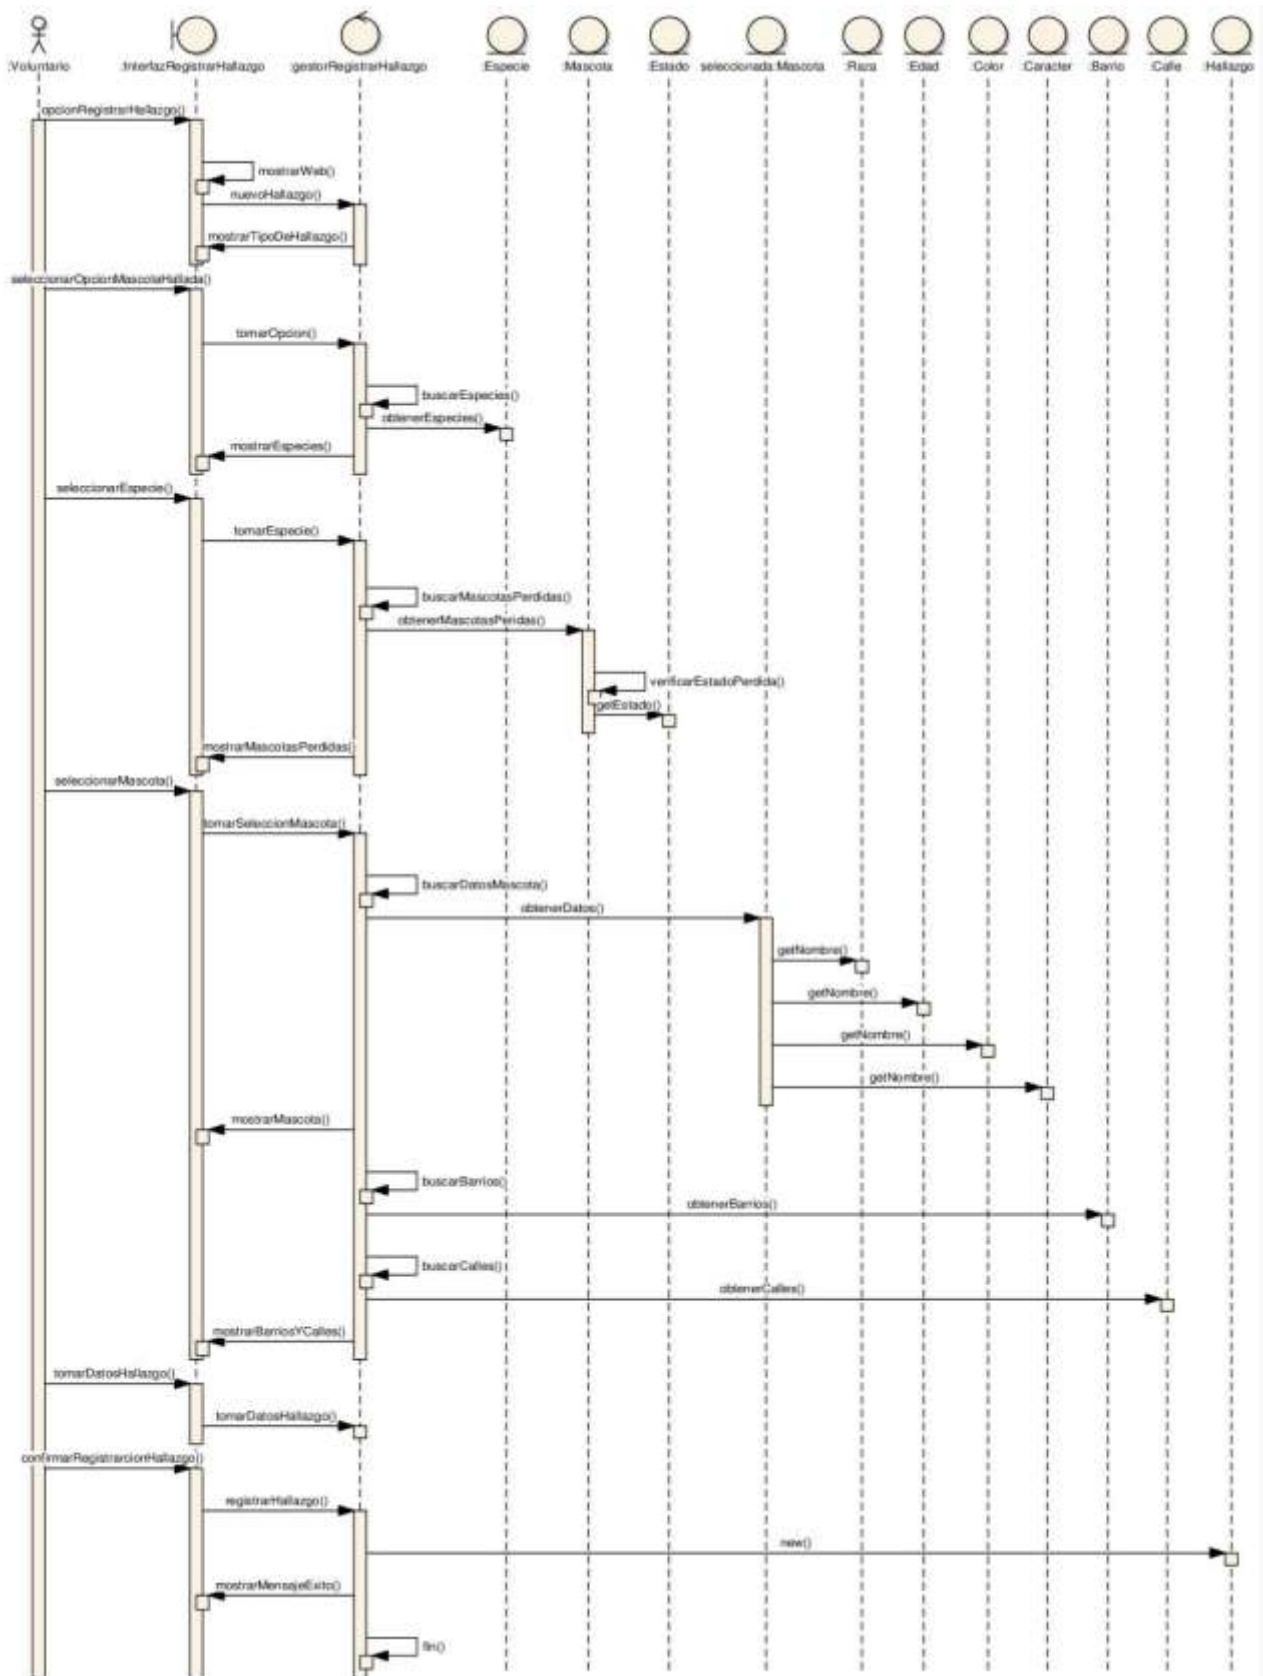 :Voluntario
:InterfazRegistrarHallazgo
:gestorRegistrarHallazgo
:Especie
:Mascota
:Estado
seleccionada:Mascota
:Raza
:Edad
:Color
:Caracter
:Barrio
:Calle
:Hallazgo
opcionRegistrarHallazgo()
mostrarWeb()
nuevoHallazgo()
mostrarTipoDeHallazgo()
seleccionarOpcionMascotaHallada()
tomarOpcion()
buscarEspecies()
obtenerEspecies()
mostrarEspecies()
seleccionarEspecie()
tomarEspecie()
buscarMascotasPerdidas()
obtenerMascotasPeridas()
verificarEstadoPerdida()
getEstado()
mostrarMascotasPerdidas()
seleccionarMascota()
tomarSeleccionMascota()
buscarDatosMascota()
obtenerDatos()
getNombre()
getNombre()
getNombre()
getNombre()
mostrarMascota()
buscarBarrios()
obtenerBarrios()
buscarCalles()
obtenerCalles()
mostrarBarriosYCalles()
tomarDatosHallazgo()
tomarDatosHallazgo()
confirmarRegistrarcionHallazgo()
registrarHallazgo()
new()
mostrarMensajeExito()
fin()